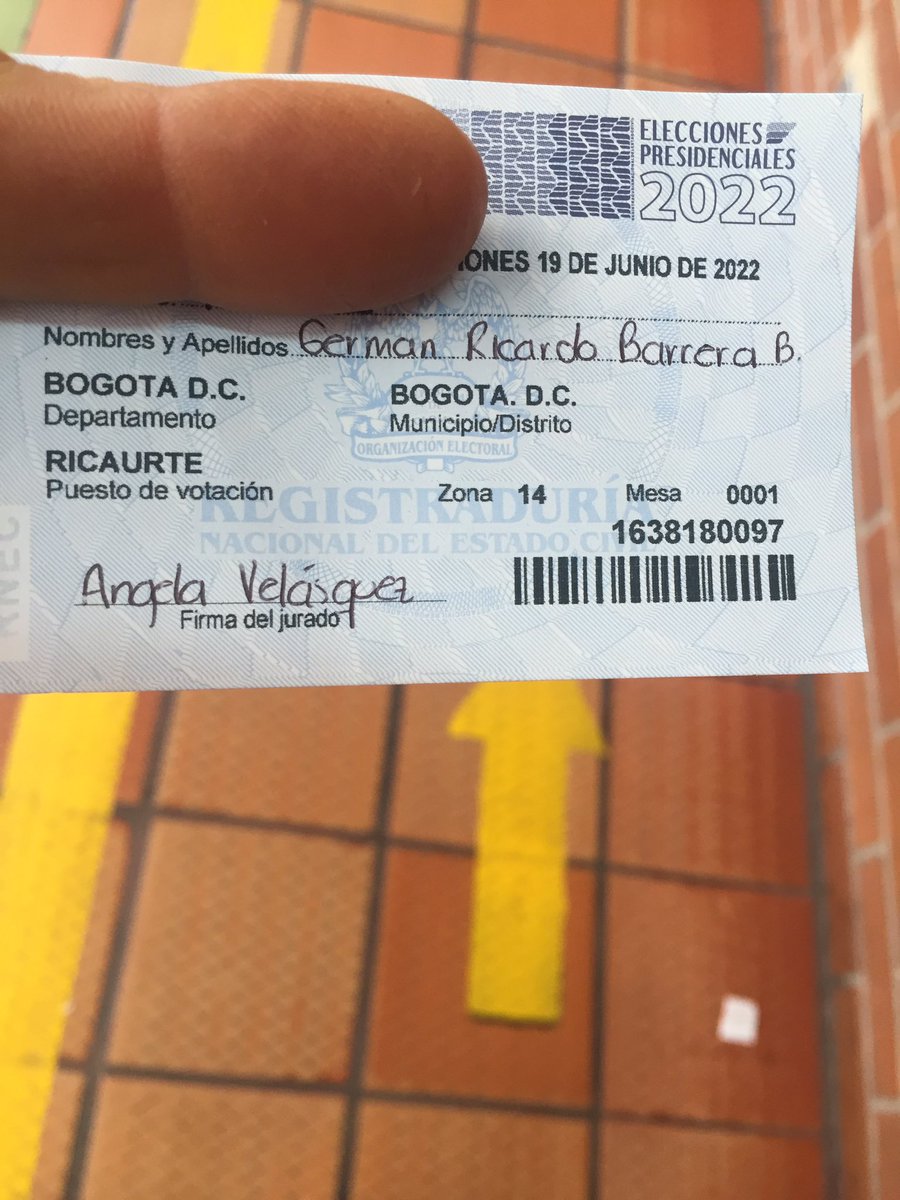 ELECCIONES
PRESIDENCIALES
2022
19 DE JUNIO DE 2022
Nombres y Apellidos German Ricardo Barrera B.
BOGOTA D.C. BOGOTA. D.C.
Departamento Municipio/Distrito
ORGANIZACIÓN ELECTORAL
RICAURTE
Puesto de votación Zona 14 Mesa 0001
REGISTRADURÍA
1638180097
NACIONAL DEL ESTADO CIVIL
Angela Velásquez
Firma del jurado
RNEC